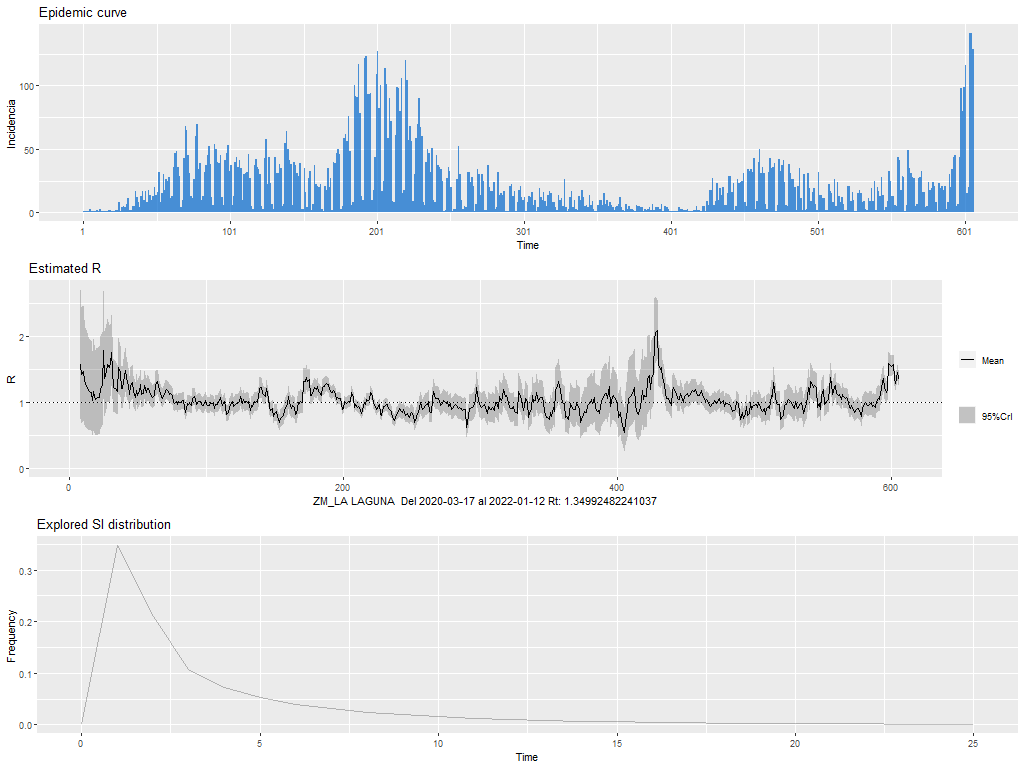 Epidemic curve
Incidencia
100
50
0
1 101 201 301 401 501 601
Time
Estimated R
R
2
1
0
0 200 400 600
ZM_LA LAGUNA Del 2020-03-17 al 2022-01-12 Rt: 1.34992482241037
Mean
95%CrI
Explored SI distribution
Frequency
0.3
0.2
0.1
0.0
0 5 10 15 20 25
Time